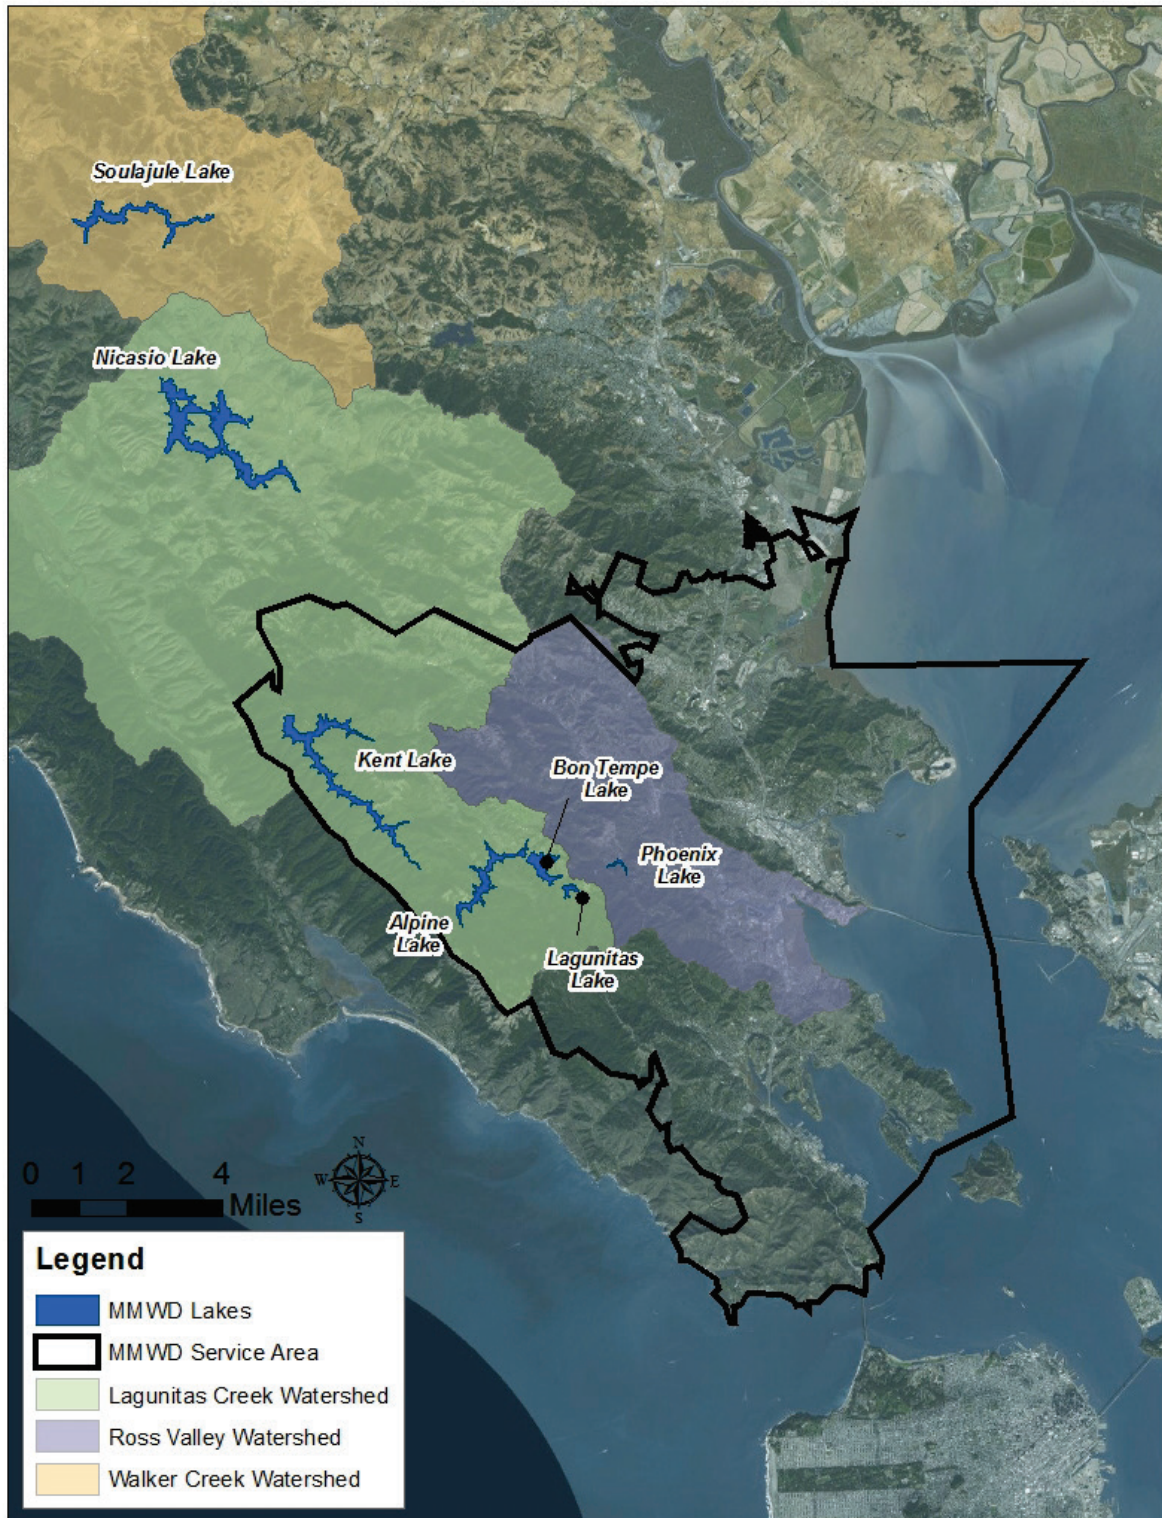 Soulajule Lake
Nicasio Lake
Kent Lake
Bon Tempe
Lake
Phoenix
Lake
Alpine
Lake
Lagunitas
Lake
N
W E
S
0 1 2 4
Miles
Legend
MMWD Lakes
MMWD Service Area
Lagunitas Creek Watershed
Ross Valley Watershed
Walker Creek Watershed